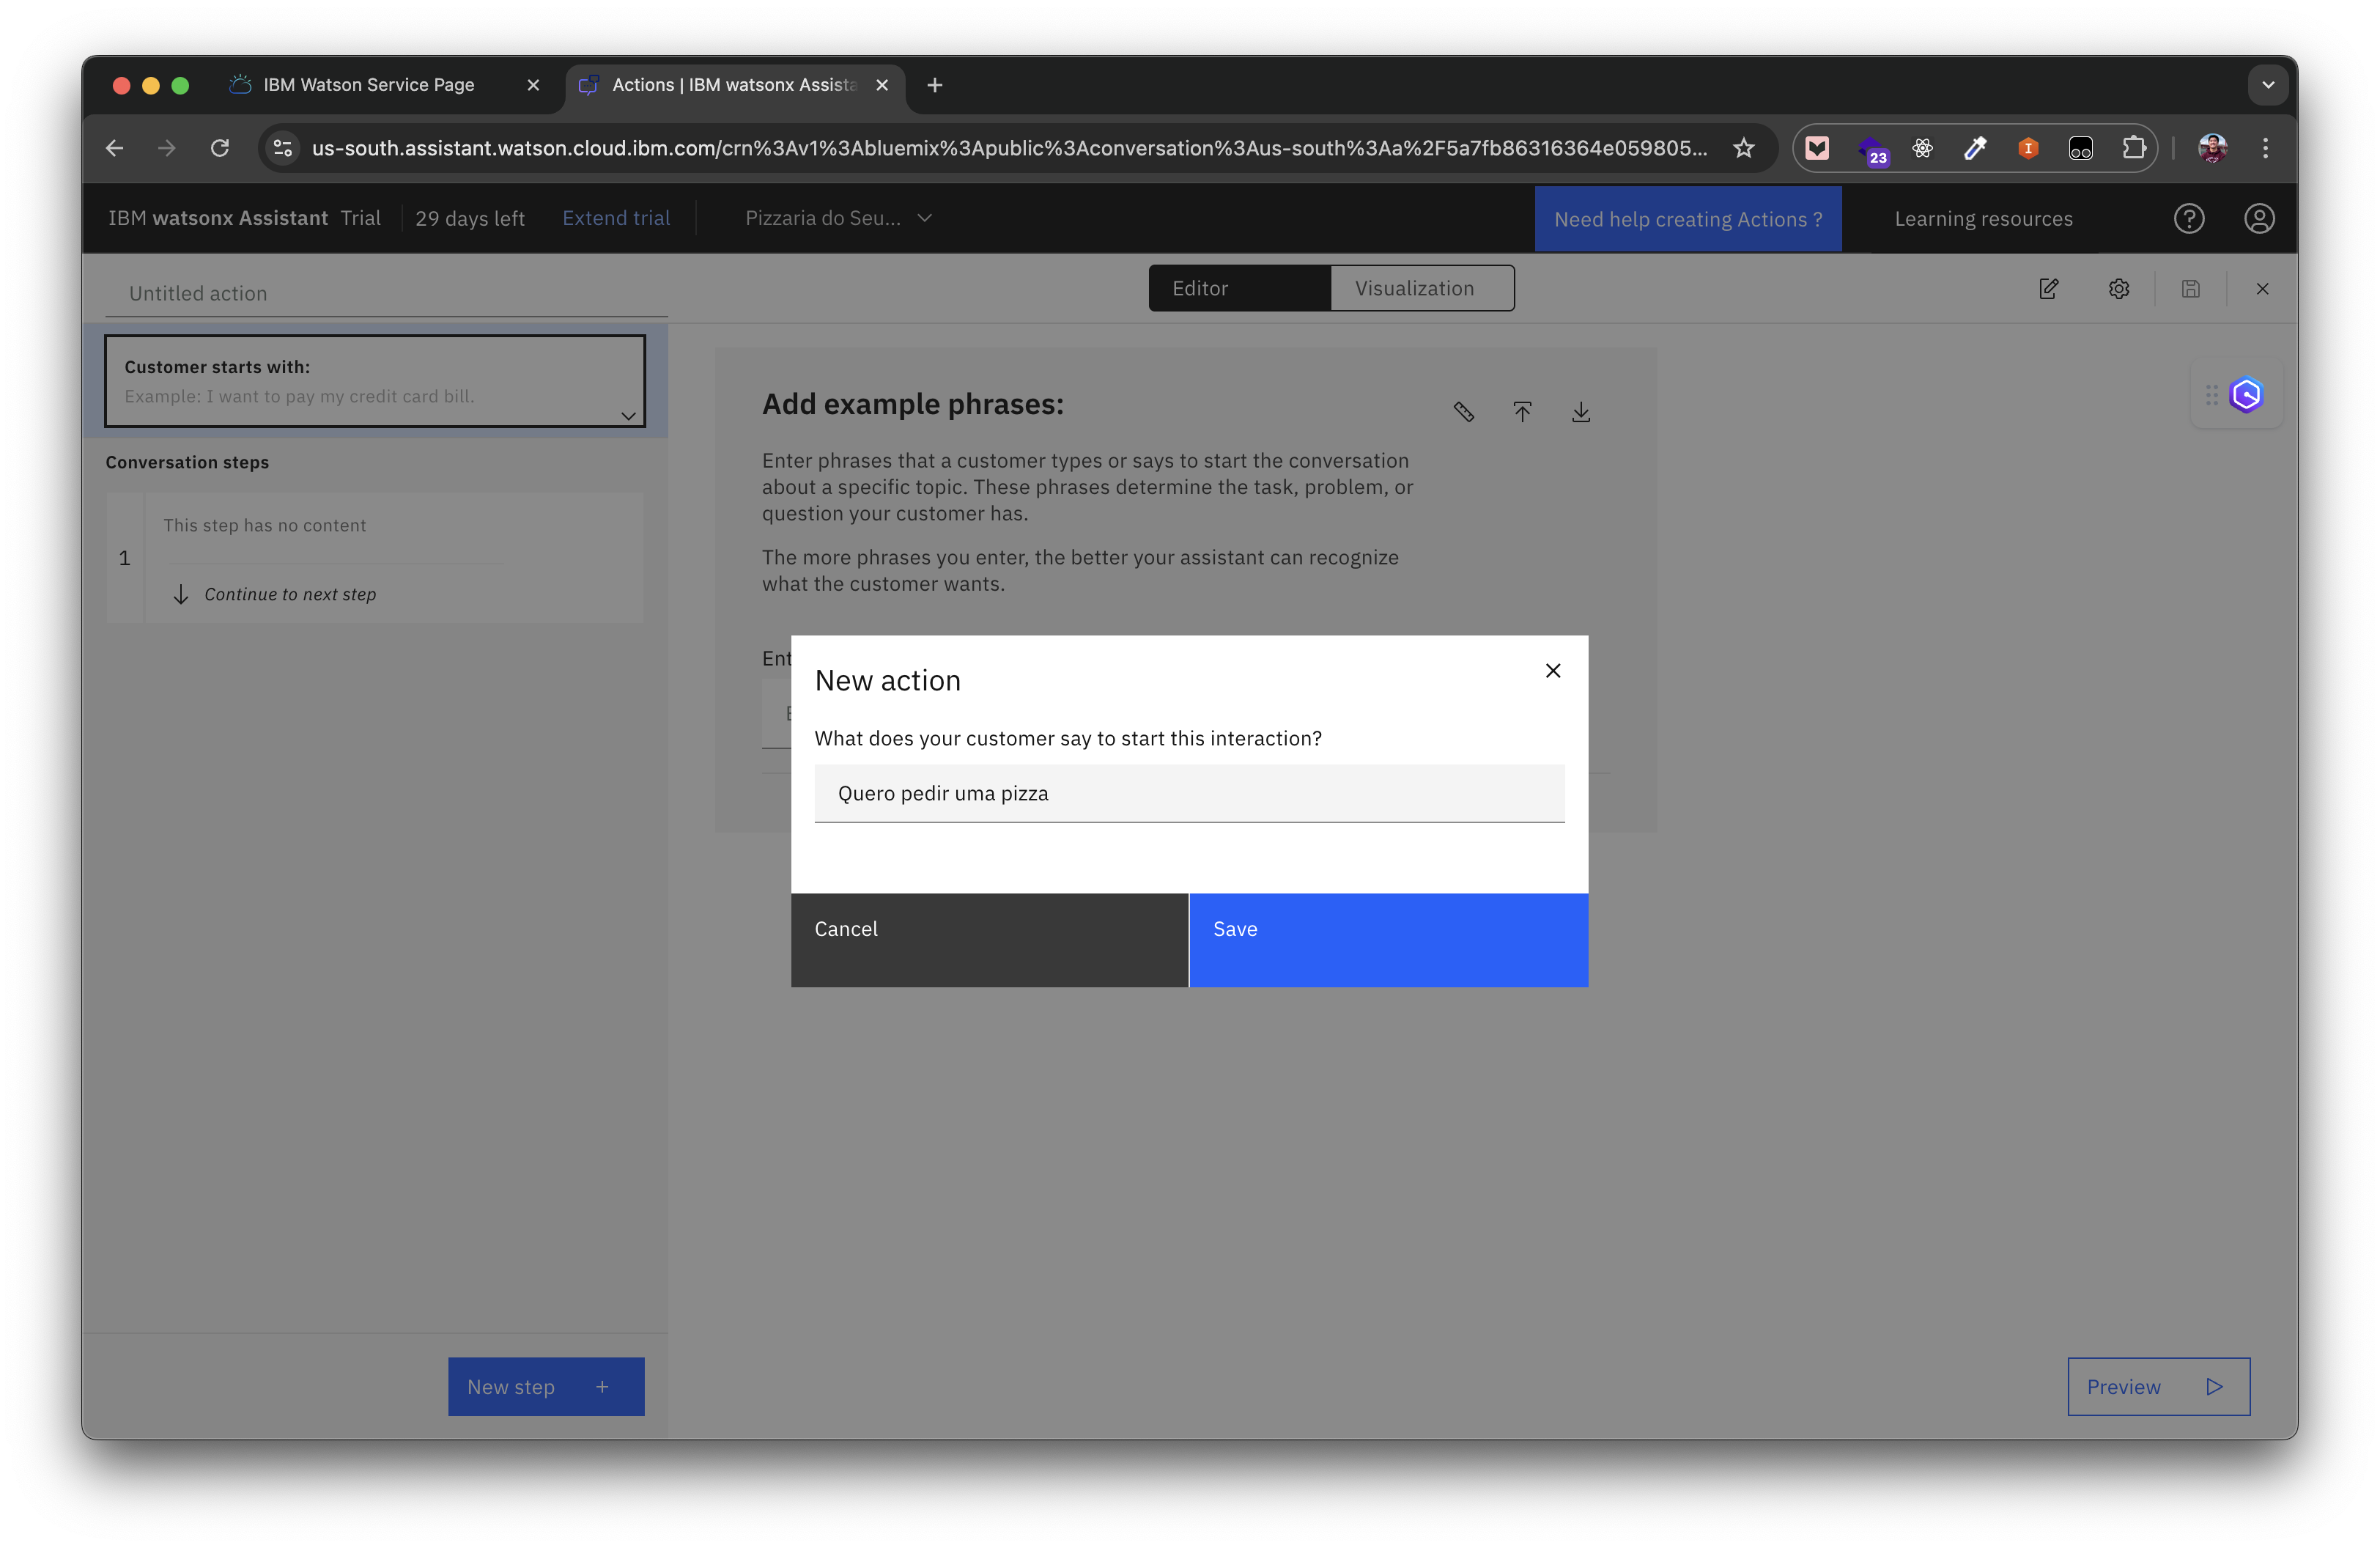 IBM Watson Service Page
Actions | IBM watsonx Assista
us-south.assistant.watson.cloud.ibm.com/crn%3Av1%3Abluemix%3Apublic%3Aconversation%3Aus-south%3Aa%2F5a7fb86316364e059805...
23
IBM watsonx Assistant Trial
29 days left
Extend trial
Pizzaria do Seu...
Need help creating Actions ?
Learning resources
Untitled action
Editor
Visualization
Customer starts with:
Example: I want to pay my credit card bill.
Conversation steps
1
This step has no content
Continue to next step
Add example phrases:
Enter phrases that a customer types or says to start the conversation
about a specific topic. These phrases determine the task, problem, or
question your customer has.
The more phrases you enter, the better your assistant can recognize
what the customer wants.
Ent
New action
What does your customer say to start this interaction?
Quero pedir uma pizza
Cancel
Save
New step
Preview